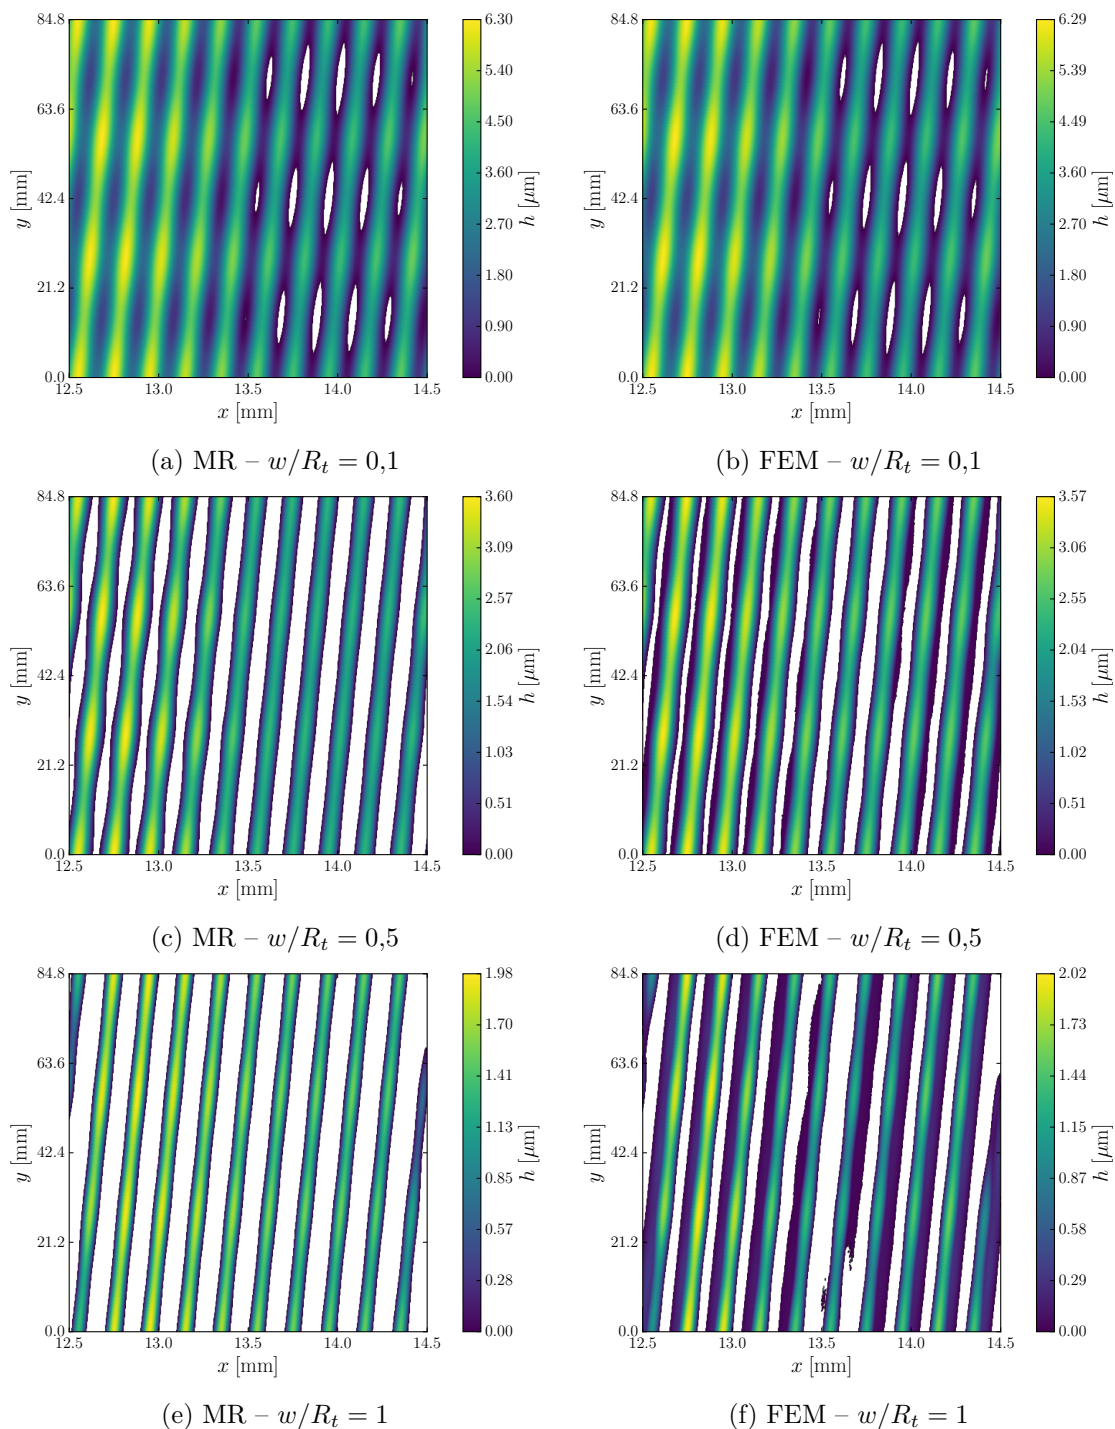 84.8
63.6
42.4
21.2
0.0
y [mm]
12.5 13.0 13.5 14.0 14.5
x [mm]
6.30
5.40
4.50
3.60
2.70
1.80
0.90
0.00
h [μm]
(a) MR – w/R_t = 0,1
84.8
63.6
42.4
21.2
0.0
y [mm]
12.5 13.0 13.5 14.0 14.5
x [mm]
6.29
5.39
4.49
3.60
2.70
1.80
0.90
0.00
h [μm]
(b) FEM – w/R_t = 0,1
84.8
63.6
42.4
21.2
0.0
y [mm]
12.5 13.0 13.5 14.0 14.5
x [mm]
3.60
3.09
2.57
2.06
1.54
1.03
0.51
0.00
h [μm]
(c) MR – w/R_t = 0,5
84.8
63.6
42.4
21.2
0.0
y [mm]
12.5 13.0 13.5 14.0 14.5
x [mm]
3.57
3.06
2.55
2.04
1.53
1.02
0.51
0.00
h [μm]
(d) FEM – w/R_t = 0,5
84.8
63.6
42.4
21.2
0.0
y [mm]
12.5 13.0 13.5 14.0 14.5
x [mm]
1.98
1.70
1.41
1.13
0.85
0.57
0.28
0.00
h [μm]
(e) MR – w/R_t = 1
84.8
63.6
42.4
21.2
0.0
y [mm]
12.5 13.0 13.5 14.0 14.5
x [mm]
2.02
1.73
1.44
1.15
0.87
0.58
0.29
0.00
h [μm]
(f) FEM – w/R_t = 1